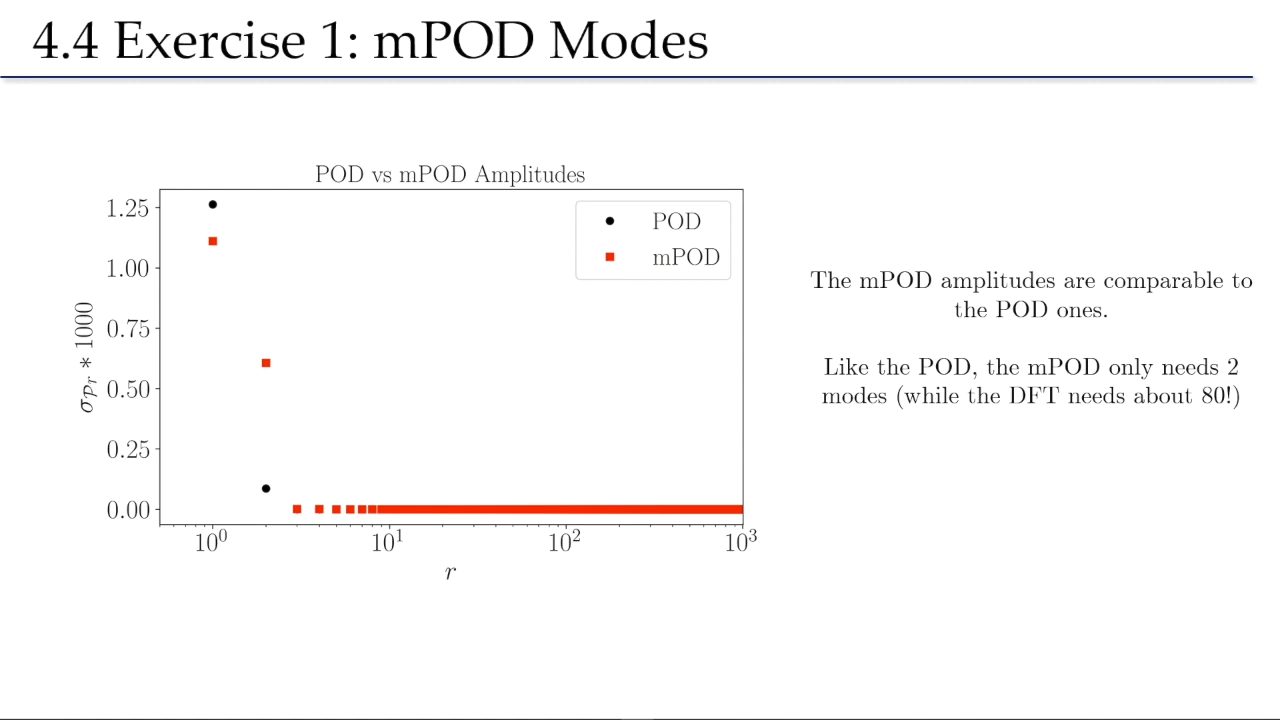 4.4 Exercise 1: mPOD Modes
POD vs mPOD Amplitudes
1.25
1.00
0.75
0.50
0.25
0.00
σ𝒫ᵣ * 1000
POD
mPOD
10⁰ 10¹ 10² 10³
r
The mPOD amplitudes are comparable to
the POD ones.
Like the POD, the mPOD only needs 2
modes (while the DFT needs about 80!)